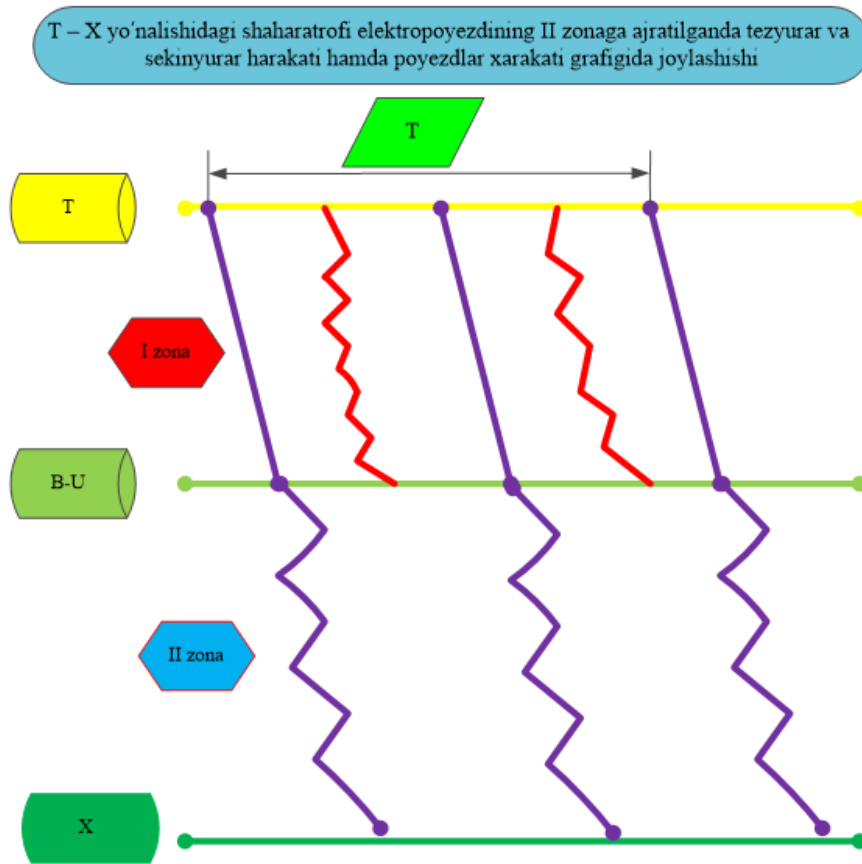 T – X yo‘nalishidagi shaharatrofi elektropoyezdining II zonaga ajratilganda tezyurar va
sekinyurar harakati hamda poyezdlar xarakati grafigida joylashishi
T
T
I zona
B-U
II zona
X